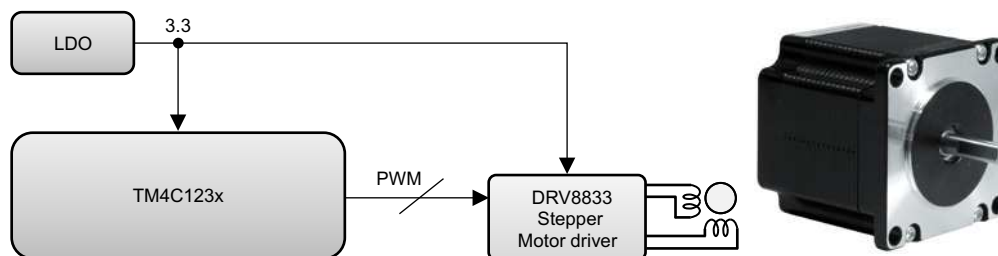 LDO
3.3
TM4C123x
PWM
DRV8833
Stepper
Motor driver